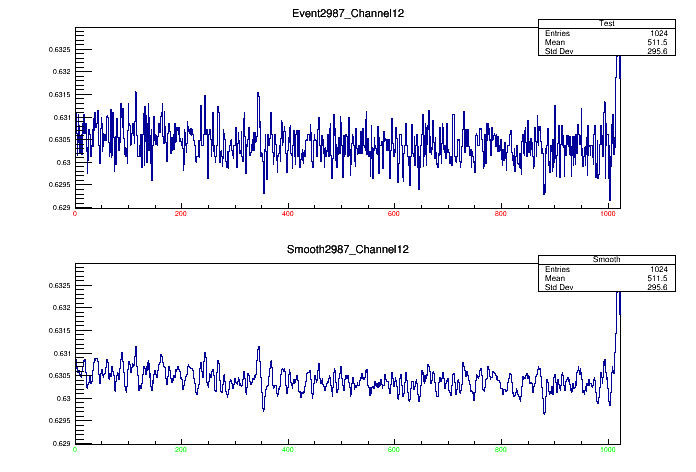 Event2987_Channel12
Test
Entries 1024
Mean 511.5
Std Dev 295.6
0.6325
0.632
0.6315
0.631
0.6305
0.63
0.6295
0.629
0 200 400 600 800 1000
Smooth2987_Channel12
Smooth
Entries 1024
Mean 511.5
Std Dev 295.6
0.6325
0.632
0.6315
0.631
0.6305
0.63
0.6295
0.629
0 200 400 600 800 1000